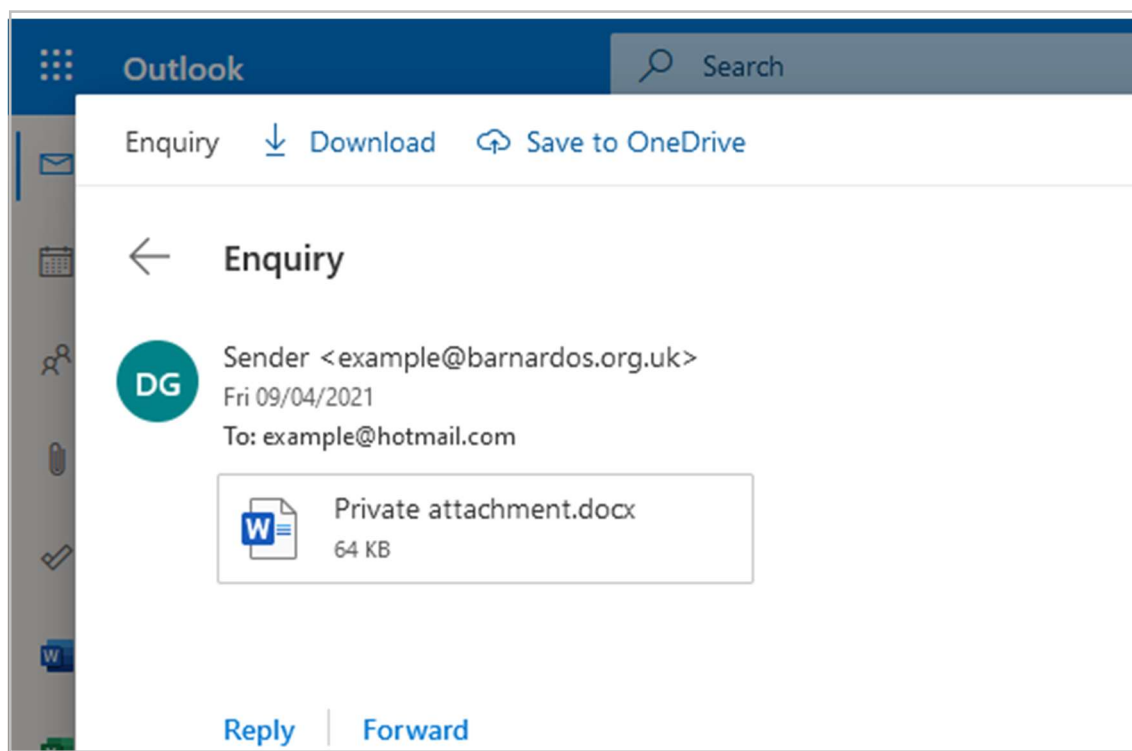 Outlook
Search
Enquiry Download Save to OneDrive
Enquiry
DG
Sender <example@barnardos.org.uk>
Fri 09/04/2021
To: example@hotmail.com
W
Private attachment.docx
64 KB
W
Reply Forward